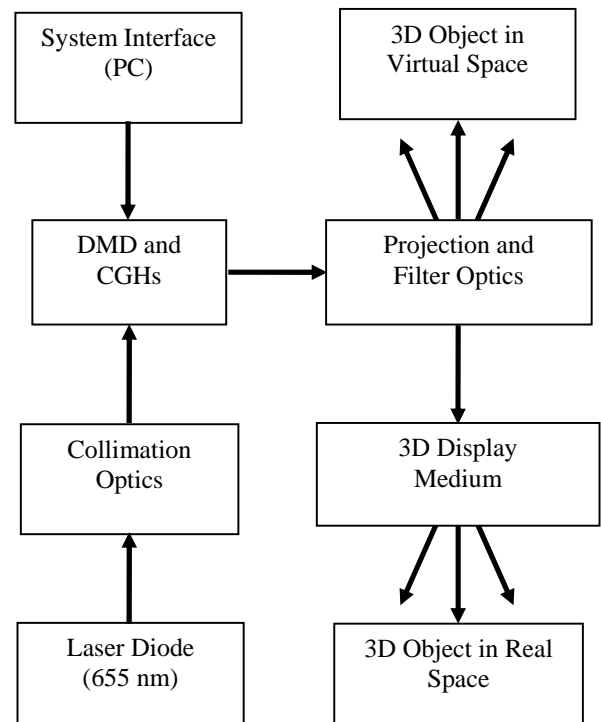 System Interface
(PC)
3D Object in
Virtual Space
DMD and
CGHs
Projection and
Filter Optics
Collimation
Optics
3D Display
Medium
Laser Diode
(655 nm)
3D Object in Real
Space